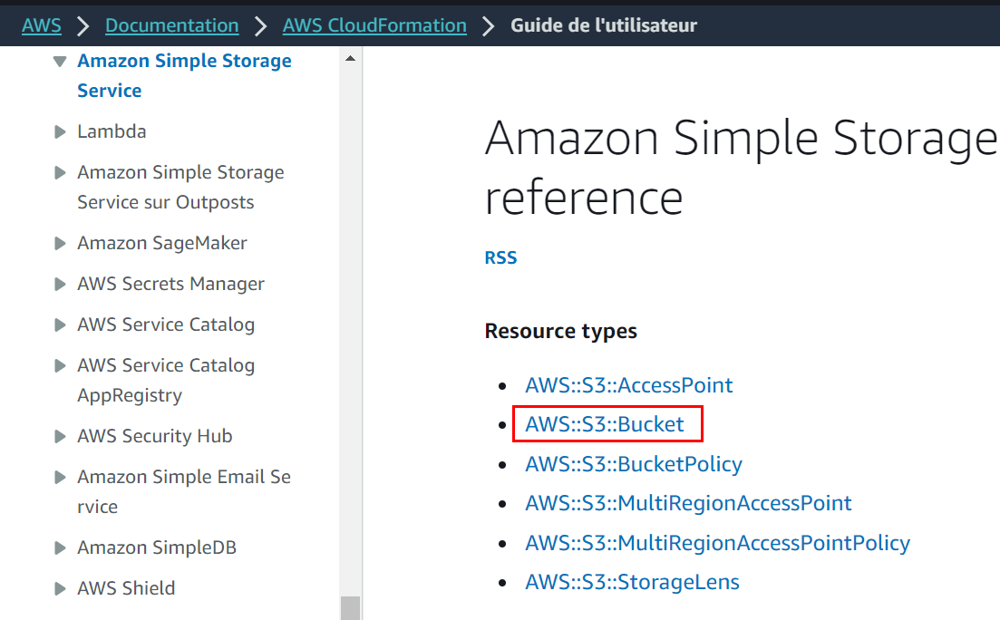 AWS > Documentation > AWS CloudFormation > Guide de l'utilisateur
Amazon Simple Storage
Service
Lambda
Amazon Simple Storage
Service sur Outposts
Amazon SageMaker
AWS Secrets Manager
AWS Service Catalog
AWS Service Catalog
AppRegistry
AWS Security Hub
Amazon Simple Email Se
rvice
Amazon SimpleDB
AWS Shield
Amazon Simple Storage
reference
RSS
Resource types
AWS::S3::AccessPoint
AWS::S3::Bucket
AWS::S3::BucketPolicy
AWS::S3::MultiRegionAccessPoint
AWS::S3::MultiRegionAccessPointPolicy
AWS::S3::StorageLens